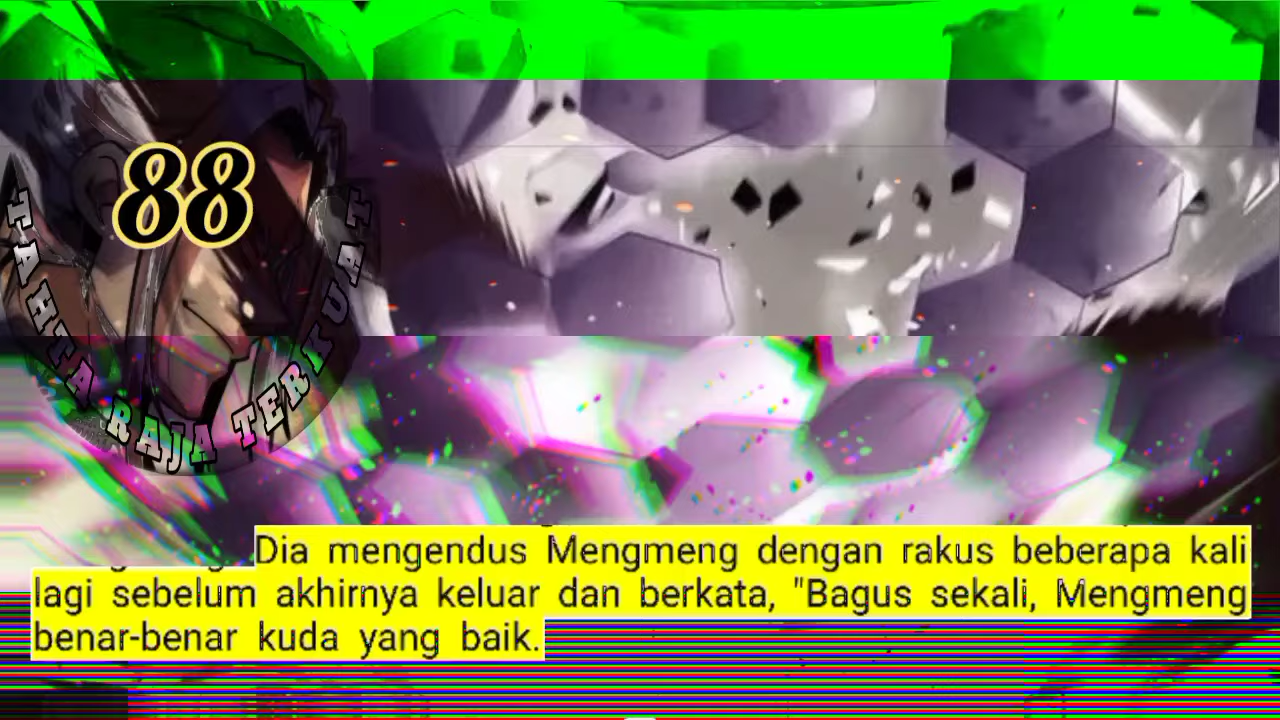 88
TAHTA RAJA TERKUAT
Dia mengendus Mengmeng dengan rakus beberapa kali
lagi sebelum akhirnya keluar dan berkata, "Bagus sekali, Mengmeng
benar-benar kuda yang baik.